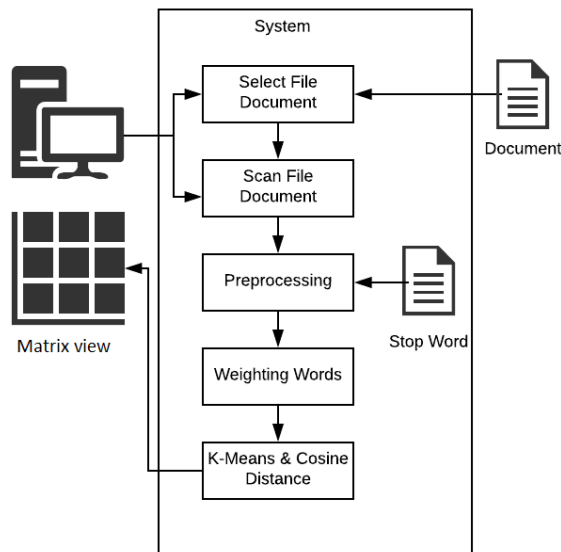 System
Select File
Document
Document
Scan File
Document
Preprocessing
Stop Word
Matrix view
Weighting Words
K-Means & Cosine
Distance